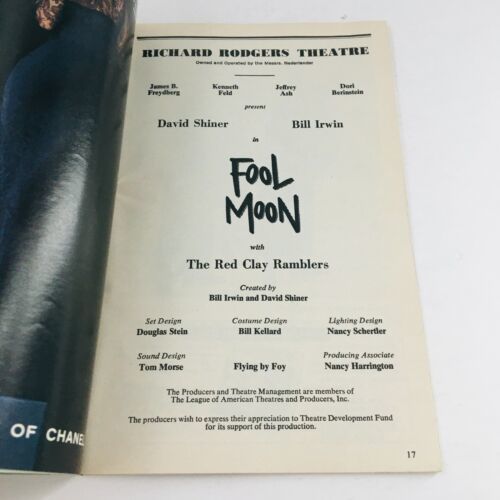 RICHARD RODGERS THEATRE
Owned and Operated by the Messrs. Nederlander
James B. Freydberg
Kenneth Feld
Jeffrey Ash
Dori Berinstein
present
David Shiner
Bill Irwin
in
FOOL
MOON
with
The Red Clay Ramblers
Created by
Bill Irwin and David Shiner
Set Design
Douglas Stein
Costume Design
Bill Kellard
Lighting Design
Nancy Schertler
Sound Design
Tom Morse
Flying by Foy
Producing Associate
Nancy Harrington
The Producers and Theatre Management are members of
The League of American Theatres and Producers, Inc.
The producers wish to express their appreciation to Theatre Development Fund
for its support of this production.
17
OF CHANEL